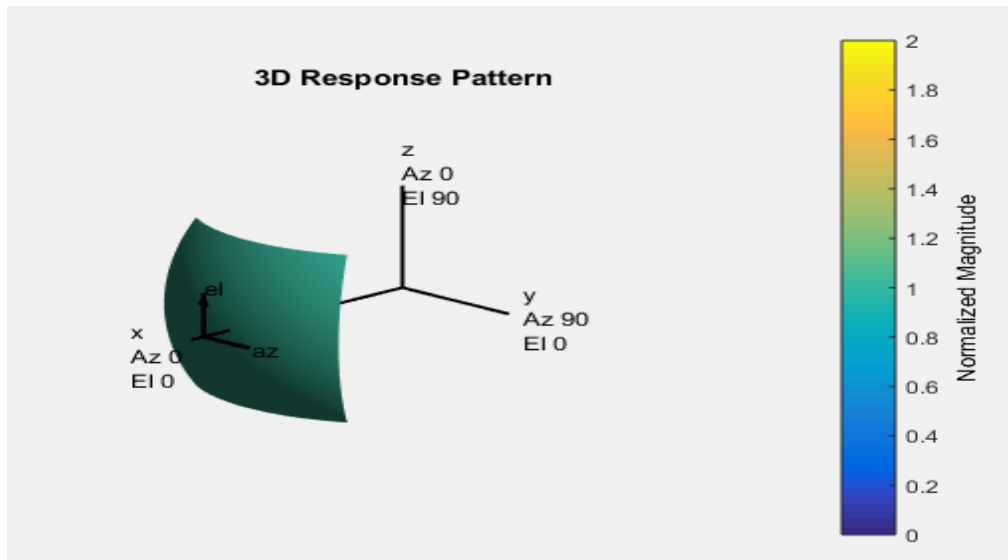 3D Response Pattern
z
Az 0
El 90
el
az
x
Az 0
El 0
y
Az 90
El 0
2
1.8
1.6
1.4
1.2
1
0.8
0.6
0.4
0.2
0
Normalized Magnitude